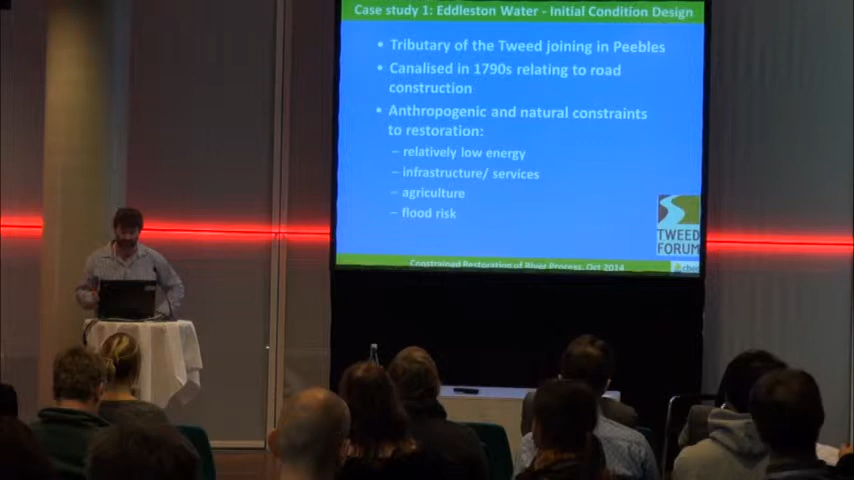 Case study 1: Eddleston Water - Initial Condition Design
• Tributary of the Tweed joining in Peebles
• Canalised in 1790s relating to road
construction
• Anthropogenic and natural constraints
to restoration:
– relatively low energy
– infrastructure/ services
– agriculture
– flood risk
TWEED
FORUM
Constrained Restoration of River Process, Oct 2014
cbec